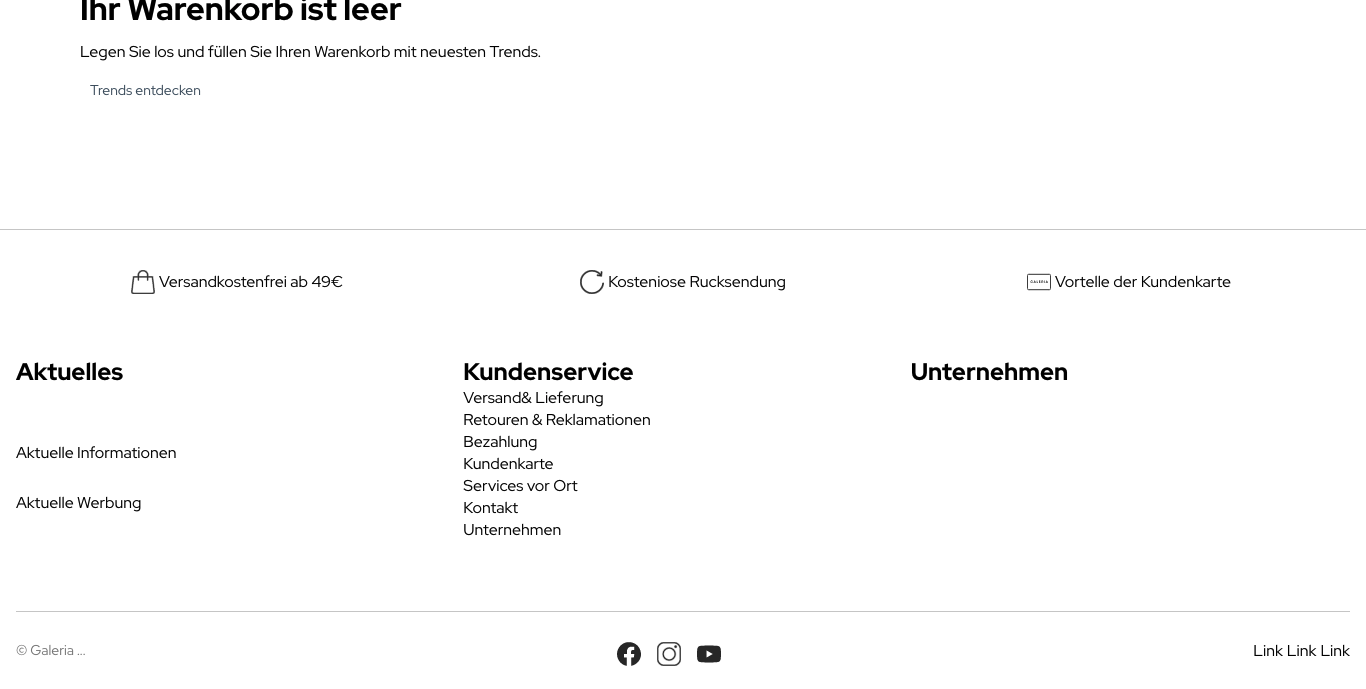 Ihr Warenkorb ist leer
Legen Sie los und füllen Sie Ihren Warenkorb mit neuesten Trends.
Trends entdecken
Versandkostenfrei ab 49€
Kosteniose Rucksendung
GALERIA
Vortelle der Kundenkarte
Aktuelles
Aktuelle Informationen
Aktuelle Werbung
Kundenservice
Versand& Lieferung
Retouren & Reklamationen
Bezahlung
Kundenkarte
Services vor Ort
Kontakt
Unternehmen
Unternehmen
© Galeria ...
Link Link Link